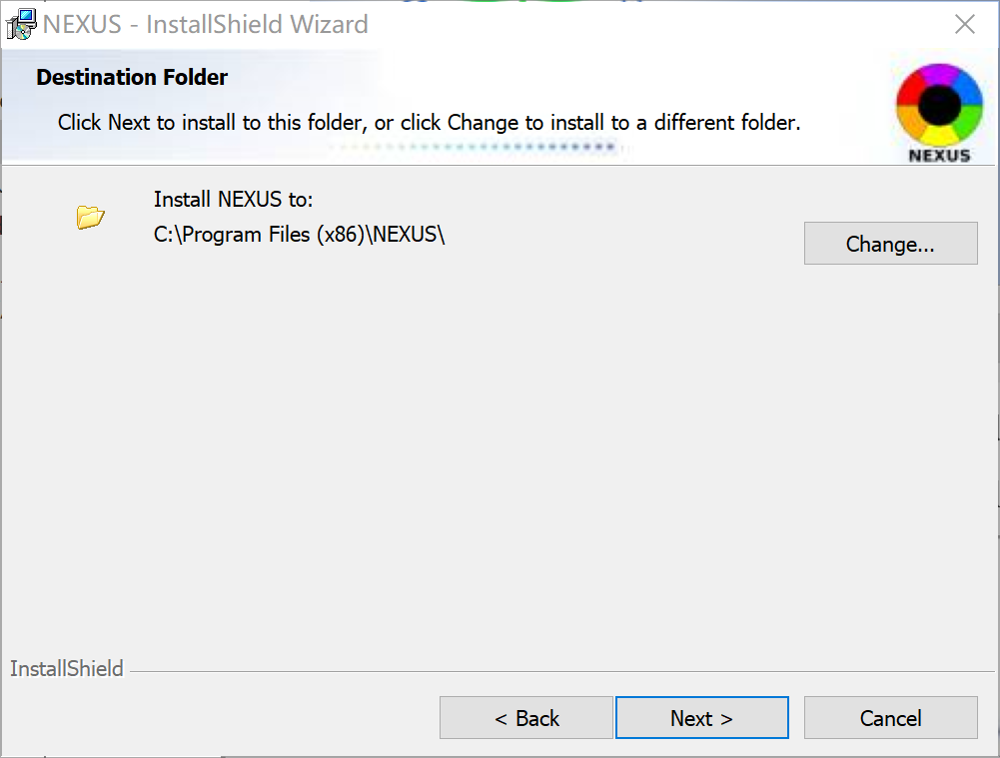 NEXUS - InstallShield Wizard
Destination Folder
Click Next to install to this folder, or click Change to install to a different folder.
NEXUS
Install NEXUS to:
C:\Program Files (x86)\NEXUS\
Change...
InstallShield
< Back
Next >
Cancel